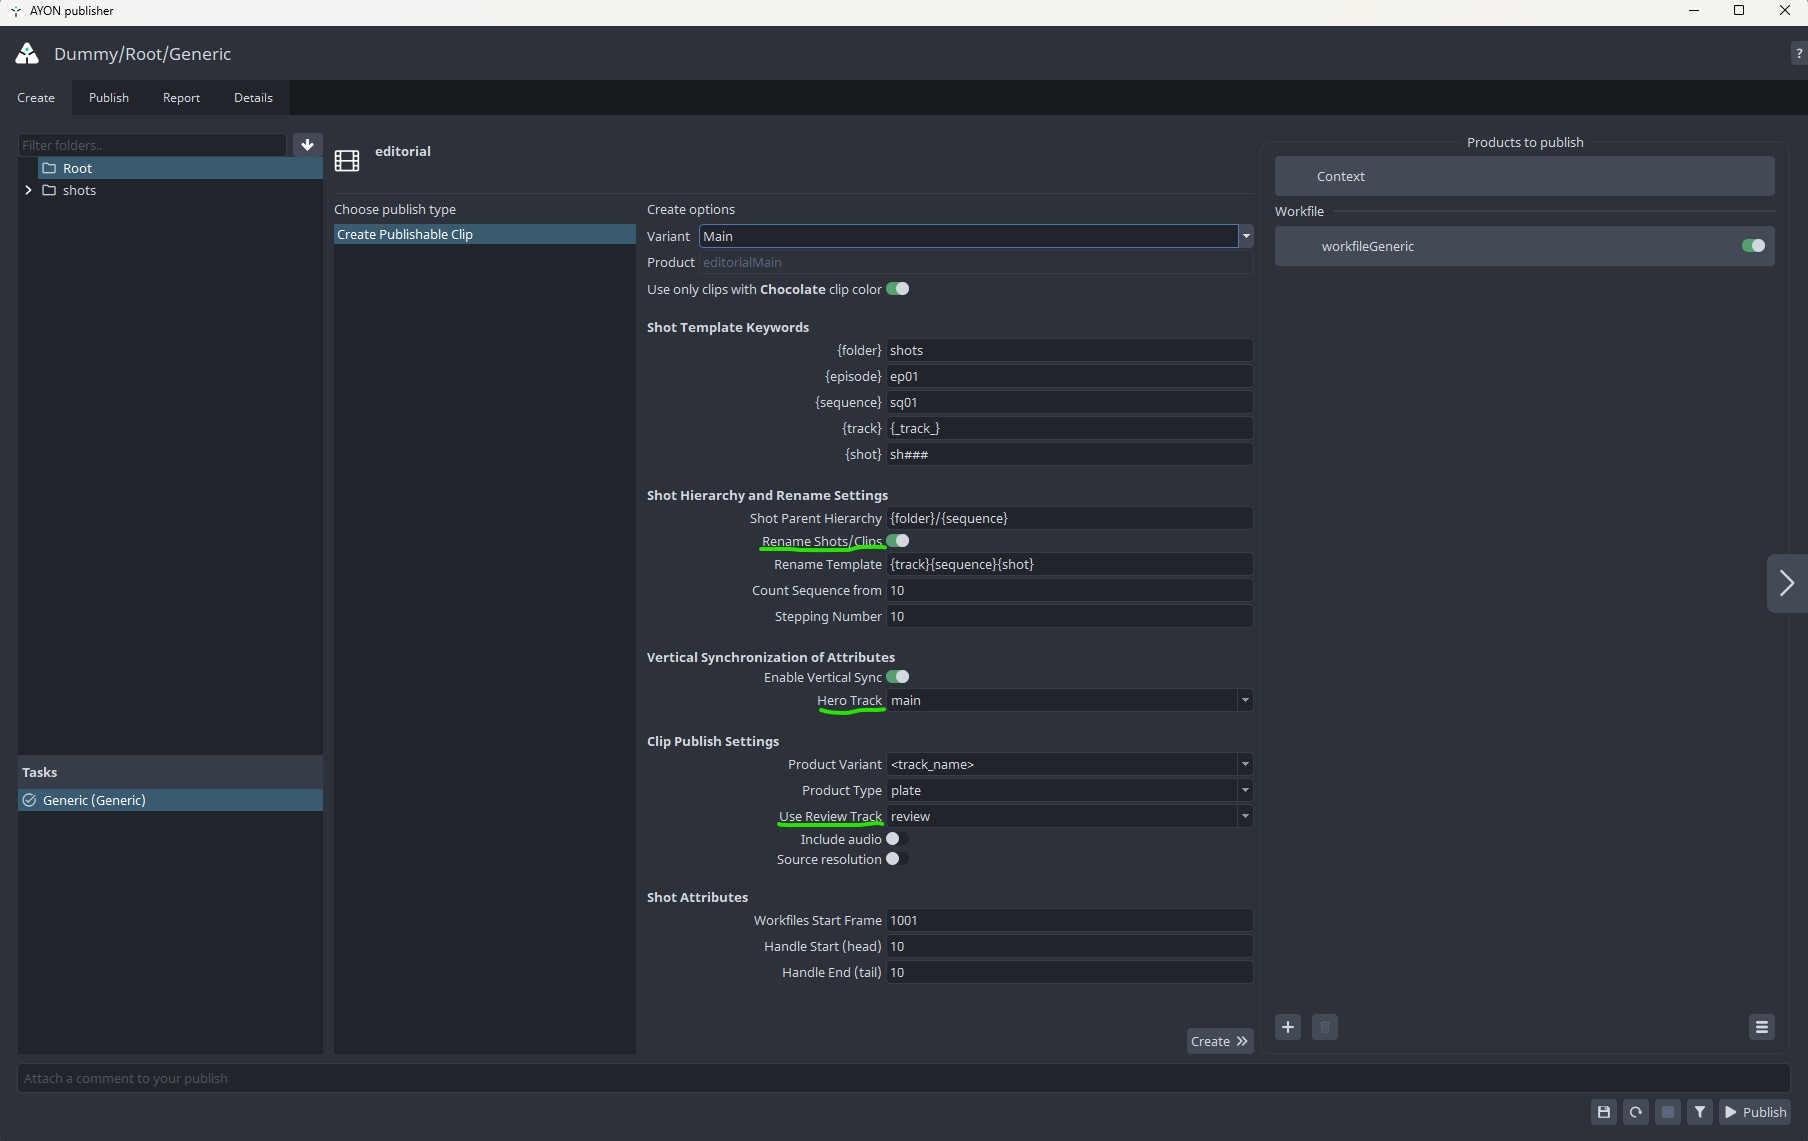 AYON publisher
Dummy/Root/Generic
?
Create Publish Report Details
Filter folders..
Root
shots
Tasks
Generic (Generic)
editorial
Choose publish type
Create Publishable Clip
Create options
Variant Main
Product editorialMain
Use only clips with Chocolate clip color
Shot Template Keywords
{folder} shots
{episode} ep01
{sequence} sq01
{track} {_track_}
{shot} sh###
Shot Hierarchy and Rename Settings
Shot Parent Hierarchy {folder}/{sequence}
Rename Shots/Clips
Rename Template {track}{sequence}{shot}
Count Sequence from 10
Stepping Number 10
Vertical Synchronization of Attributes
Enable Vertical Sync
Hero Track main
Clip Publish Settings
Product Variant <track_name>
Product Type plate
Use Review Track review
Include audio
Source resolution
Shot Attributes
Workfiles Start Frame 1001
Handle Start (head) 10
Handle End (tail) 10
Create
Products to publish
Context
Workfile
workfileGeneric
Attach a comment to your publish
Publish